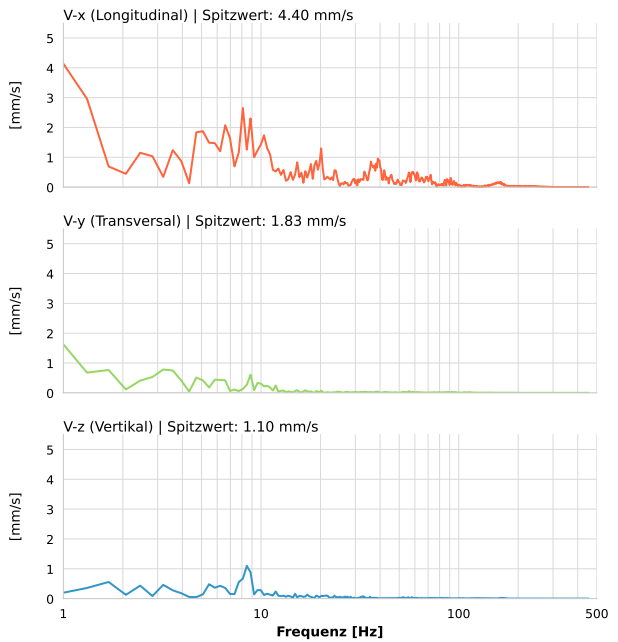 V-x (Longitudinal) | Spitzwert: 4.40 mm/s
5
4
3
2
1
0
[mm/s]
V-y (Transversal) | Spitzwert: 1.83 mm/s
5
4
3
2
1
0
[mm/s]
V-z (Vertikal) | Spitzwert: 1.10 mm/s
5
4
3
2
1
0
[mm/s]
1 10 100 500
Frequenz [Hz]